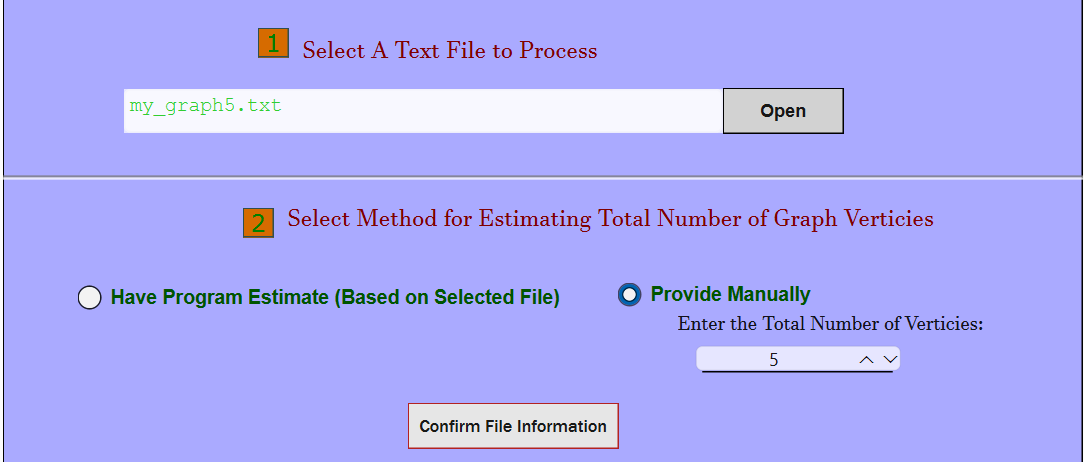 1 Select A Text File to Process
my_graph5.txt Open
2 Select Method for Estimating Total Number of Graph Verticies
Have Program Estimate (Based on Selected File) Provide Manually
Enter the Total Number of Verticies:
5
Confirm File Information